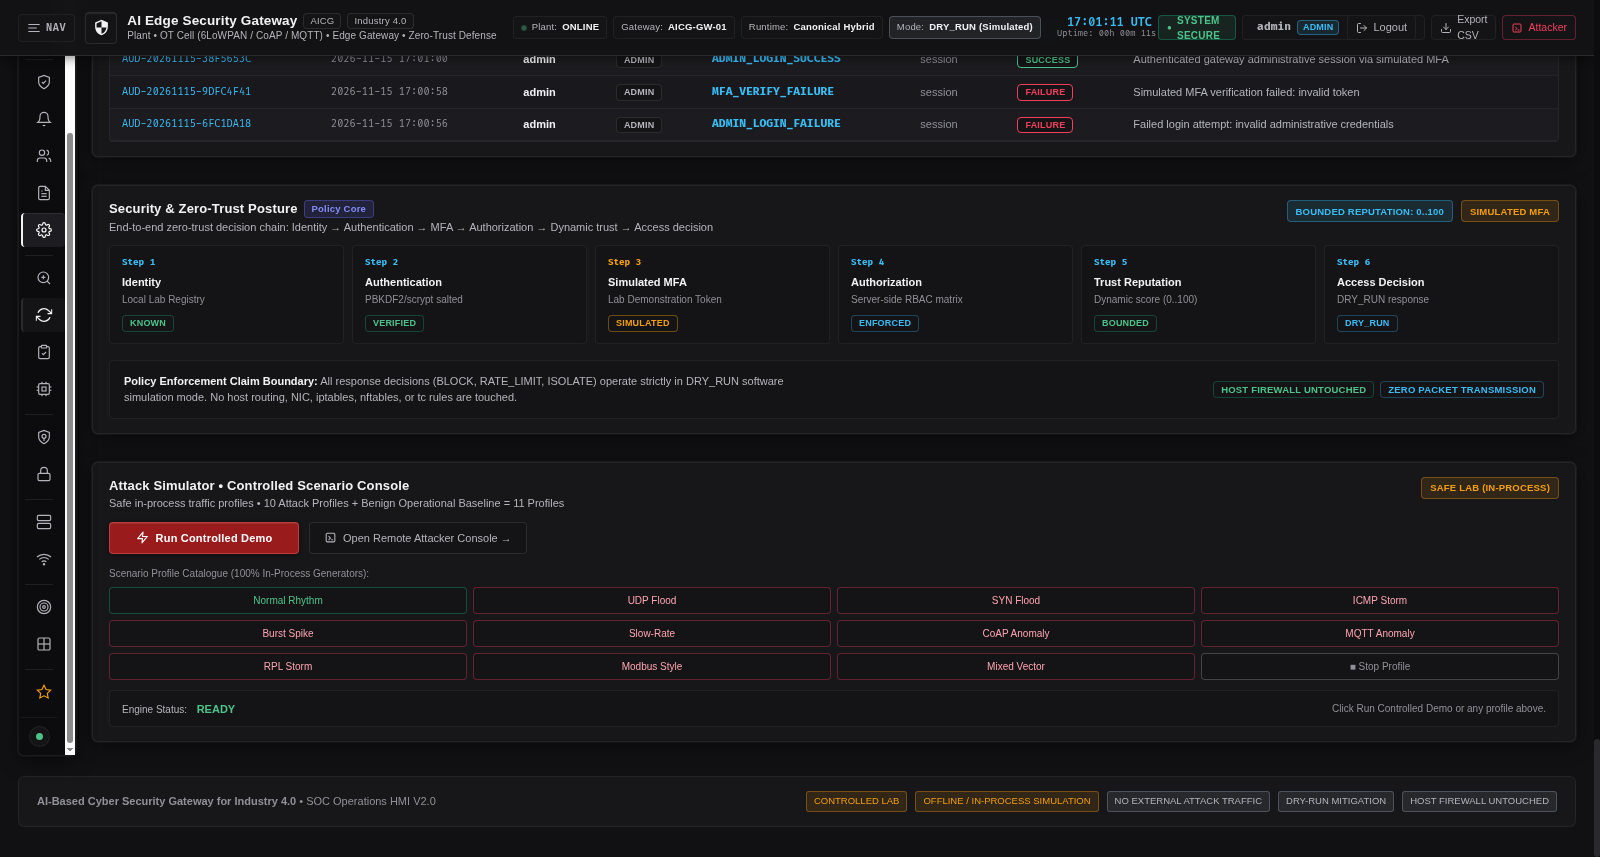 NAV
AI Edge Security Gateway AICG Industry 4.0
Plant • OT Cell (6LoWPAN / CoAP / MQTT) • Edge Gateway • Zero-Trust Defense
Plant: ONLINE
Gateway: AICG-GW-01
Runtime: Canonical Hybrid
Mode: DRY_RUN (Simulated)
17:01:11 UTC
Uptime: 00h 00m 11s
SYSTEM SECURE
admin ADMIN
Logout
Export CSV
Attacker
AUD-20261115-38F5653C 2026-11-15 17:01:00 admin ADMIN ADMIN_LOGIN_SUCCESS session SUCCESS Authenticated gateway administrative session via simulated MFA
AUD-20261115-9DFC4F41 2026-11-15 17:00:58 admin ADMIN MFA_VERIFY_FAILURE session FAILURE Simulated MFA verification failed: invalid token
AUD-20261115-6FC1DA18 2026-11-15 17:00:56 admin ADMIN ADMIN_LOGIN_FAILURE session FAILURE Failed login attempt: invalid administrative credentials
Security & Zero-Trust Posture Policy Core
BOUNDED REPUTATION: 0..100 SIMULATED MFA
End-to-end zero-trust decision chain: Identity → Authentication → MFA → Authorization → Dynamic trust → Access decision
Step 1
Identity
Local Lab Registry
KNOWN
Step 2
Authentication
PBKDF2/scrypt salted
VERIFIED
Step 3
Simulated MFA
Lab Demonstration Token
SIMULATED
Step 4
Authorization
Server-side RBAC matrix
ENFORCED
Step 5
Trust Reputation
Dynamic score (0..100)
BOUNDED
Step 6
Access Decision
DRY_RUN response
DRY_RUN
Policy Enforcement Claim Boundary: All response decisions (BLOCK, RATE_LIMIT, ISOLATE) operate strictly in DRY_RUN software
simulation mode. No host routing, NIC, iptables, nftables, or tc rules are touched.
HOST FIREWALL UNTOUCHED ZERO PACKET TRANSMISSION
Attack Simulator • Controlled Scenario Console
SAFE LAB (IN-PROCESS)
Safe in-process traffic profiles • 10 Attack Profiles + Benign Operational Baseline = 11 Profiles
Run Controlled Demo
Open Remote Attacker Console →
Scenario Profile Catalogue (100% In-Process Generators):
Normal Rhythm UDP Flood SYN Flood ICMP Storm
Burst Spike Slow-Rate CoAP Anomaly MQTT Anomaly
RPL Storm Modbus Style Mixed Vector ■ Stop Profile
Engine Status: READY
Click Run Controlled Demo or any profile above.
AI-Based Cyber Security Gateway for Industry 4.0 • SOC Operations HMI V2.0
CONTROLLED LAB OFFLINE / IN-PROCESS SIMULATION NO EXTERNAL ATTACK TRAFFIC DRY-RUN MITIGATION HOST FIREWALL UNTOUCHED